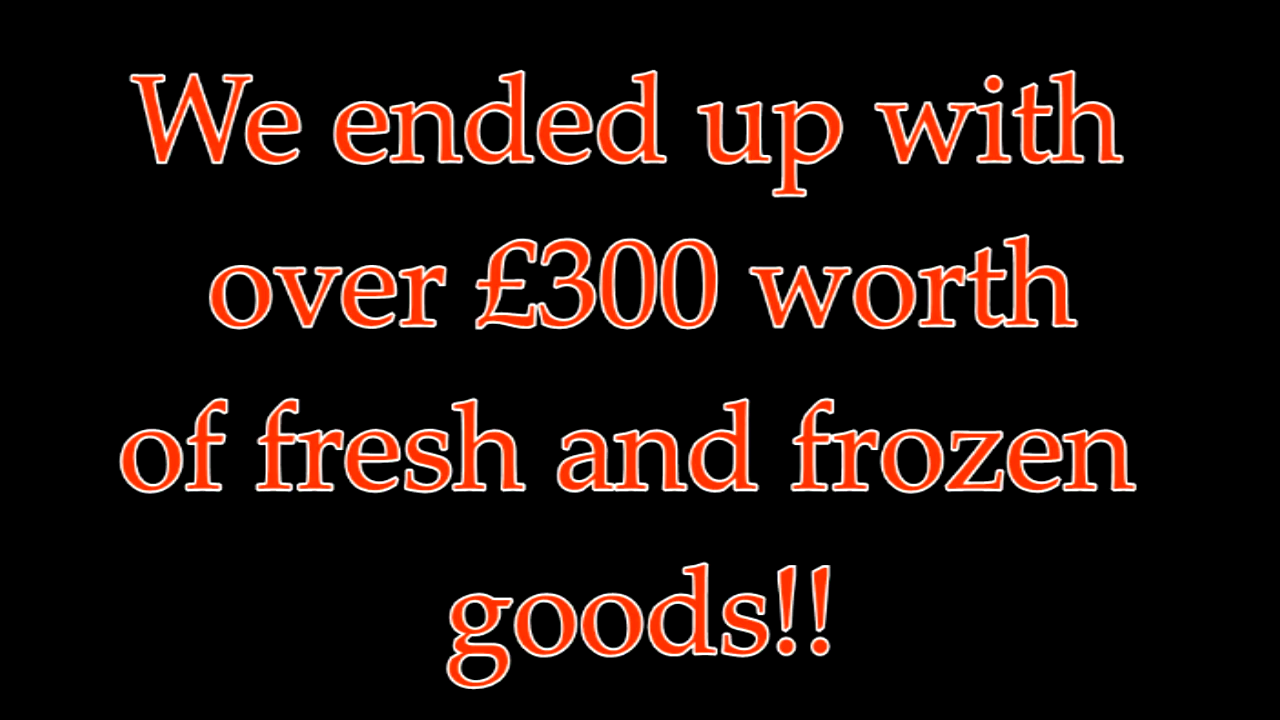 We ended up with
over £300 worth
of fresh and frozen
goods!!